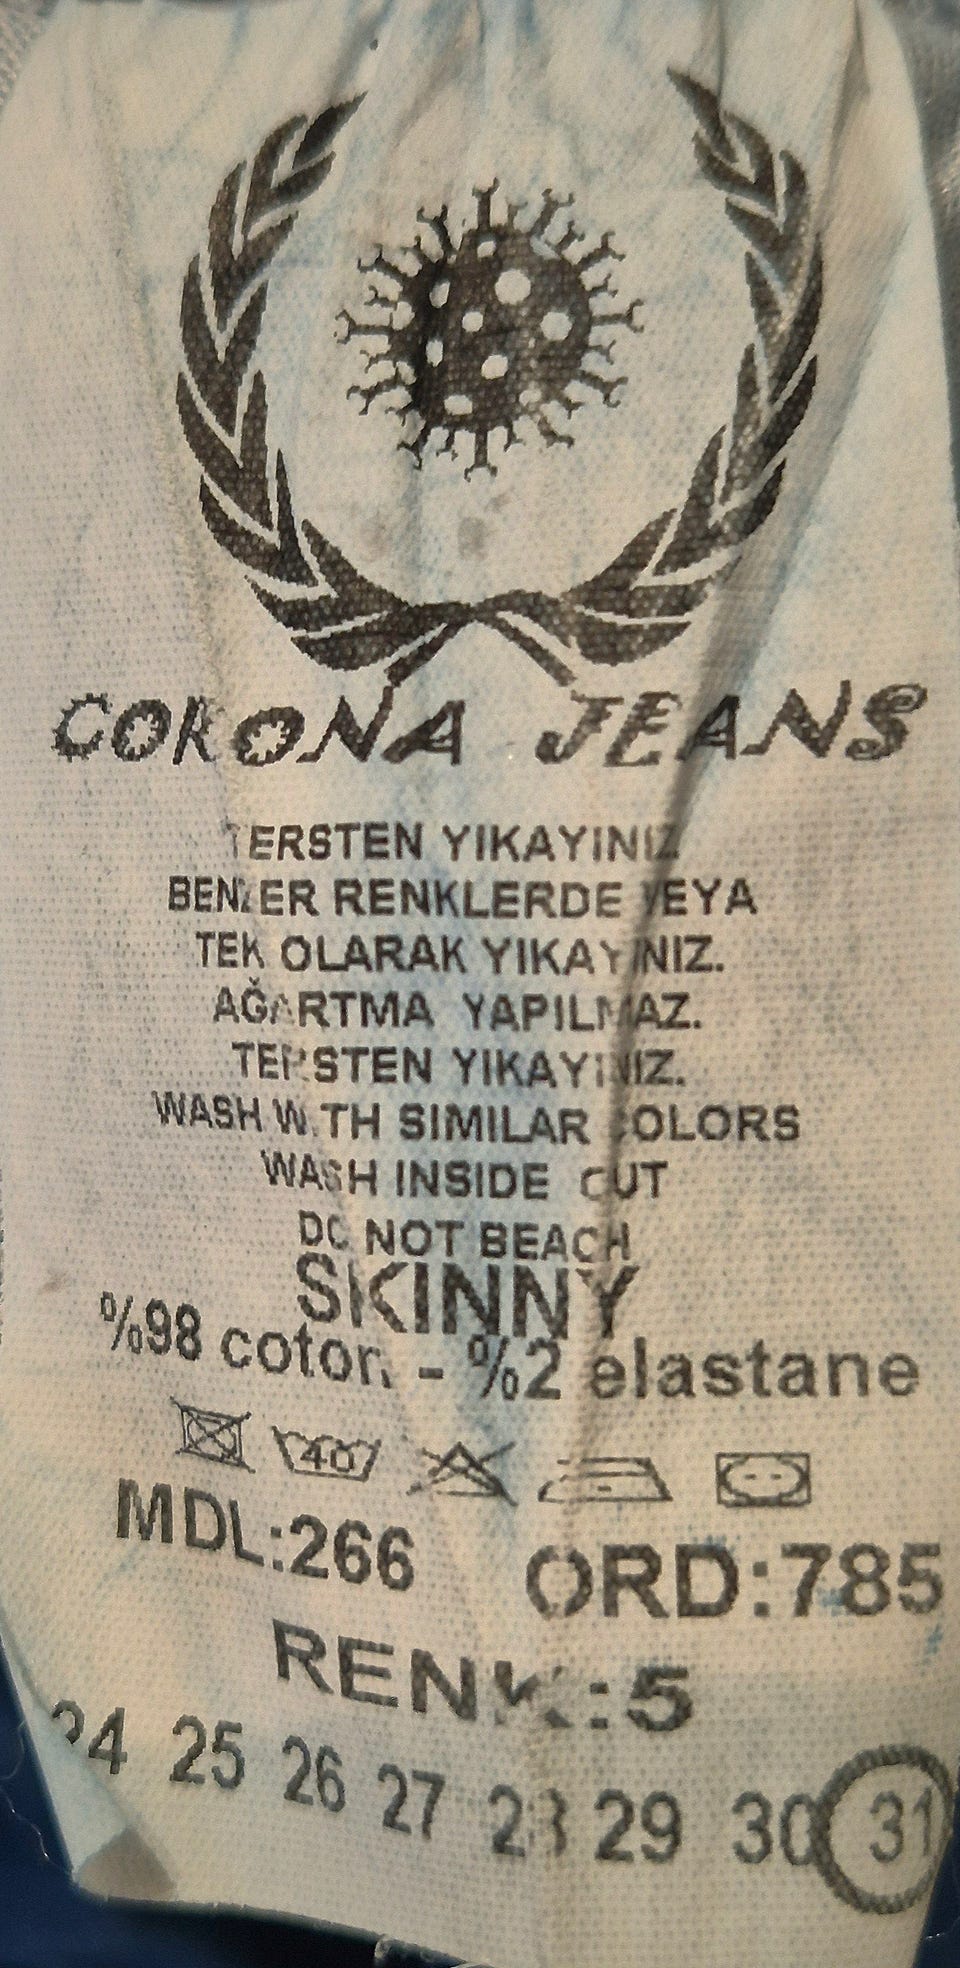 CORONA JEANS
TERSTEN YIKAYINIZ
BENZER RENKLERDE VEYA
TEK OLARAK YIKAYINIZ.
AĞARTMA YAPILMAZ.
TERSTEN YIKAYINIZ.
WASH WITH SIMILAR COLORS
WASH INSIDE OUT
DO NOT BEACH
SKINNY
%98 coton - %2 elastane
40
MDL:266 ORD:785
RENK:5
24 25 26 27 28 29 30 31